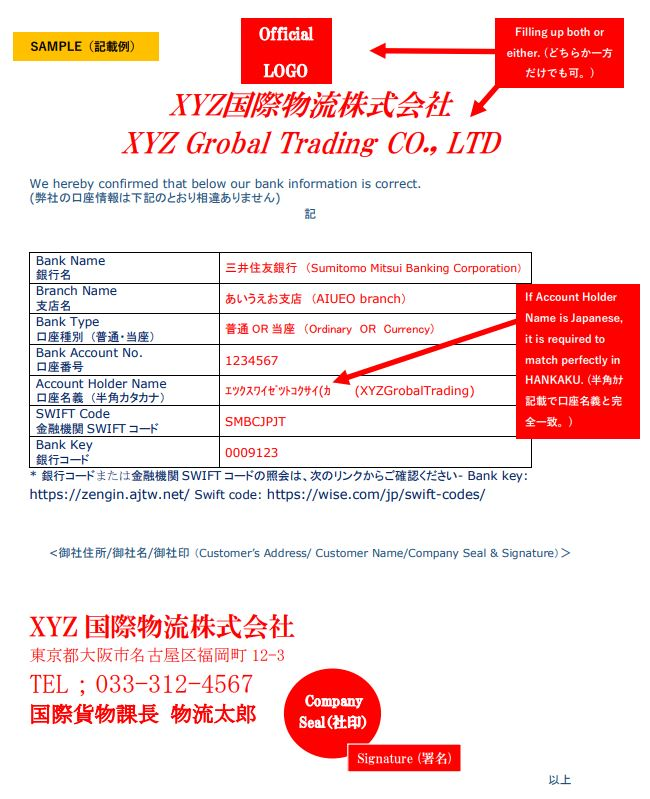 SAMPLE（記載例）
Official
LOGO
Filling up both or
either.（どちらか一方
だけでも可。）
XYZ国際物流株式会社
XYZ Grobal Trading CO., LTD
We hereby confirmed that below our bank information is correct.
(弊社の口座情報は下記のとおり相違ありません)
記
Bank Name
銀行名
三井住友銀行 （Sumitomo Mitsui Banking Corporation）
Branch Name
支店名
あいうえお支店 （AIUEO branch）
Bank Type
口座種別（普通・当座）
普通 OR 当座 （Ordinary OR Currency）
Bank Account No.
口座番号
1234567
Account Holder Name
口座名義（半角カタカナ）
ｴﾂｸｽﾜｲｾﾞﾂﾄｺｸｻｲ(ｶ (XYZGrobalTrading)
SWIFT Code
金融機関 SWIFT コード
SMBCJPJT
Bank Key
銀行コード
0009123
If Account Holder
Name is Japanese,
it is required to
match perfectly in
HANKAKU.（半角ｶﾅ
記載で口座名義と完
全一致。）
* 銀行コードまたは金融機関 SWIFT コードの照会は、次のリンクからご確認ください- Bank key:
https://zengin.ajtw.net/ Swift code: https://wise.com/jp/swift-codes/
＜御社住所/御社名/御社印（Customer's Address/ Customer Name/Company Seal & Signature）＞
XYZ 国際物流株式会社
東京都大阪市名古屋区福岡町 12-3
TEL ; 033-312-4567
国際貨物課長 物流太郎
Company
Seal(社印)
Signature (署名)
以上